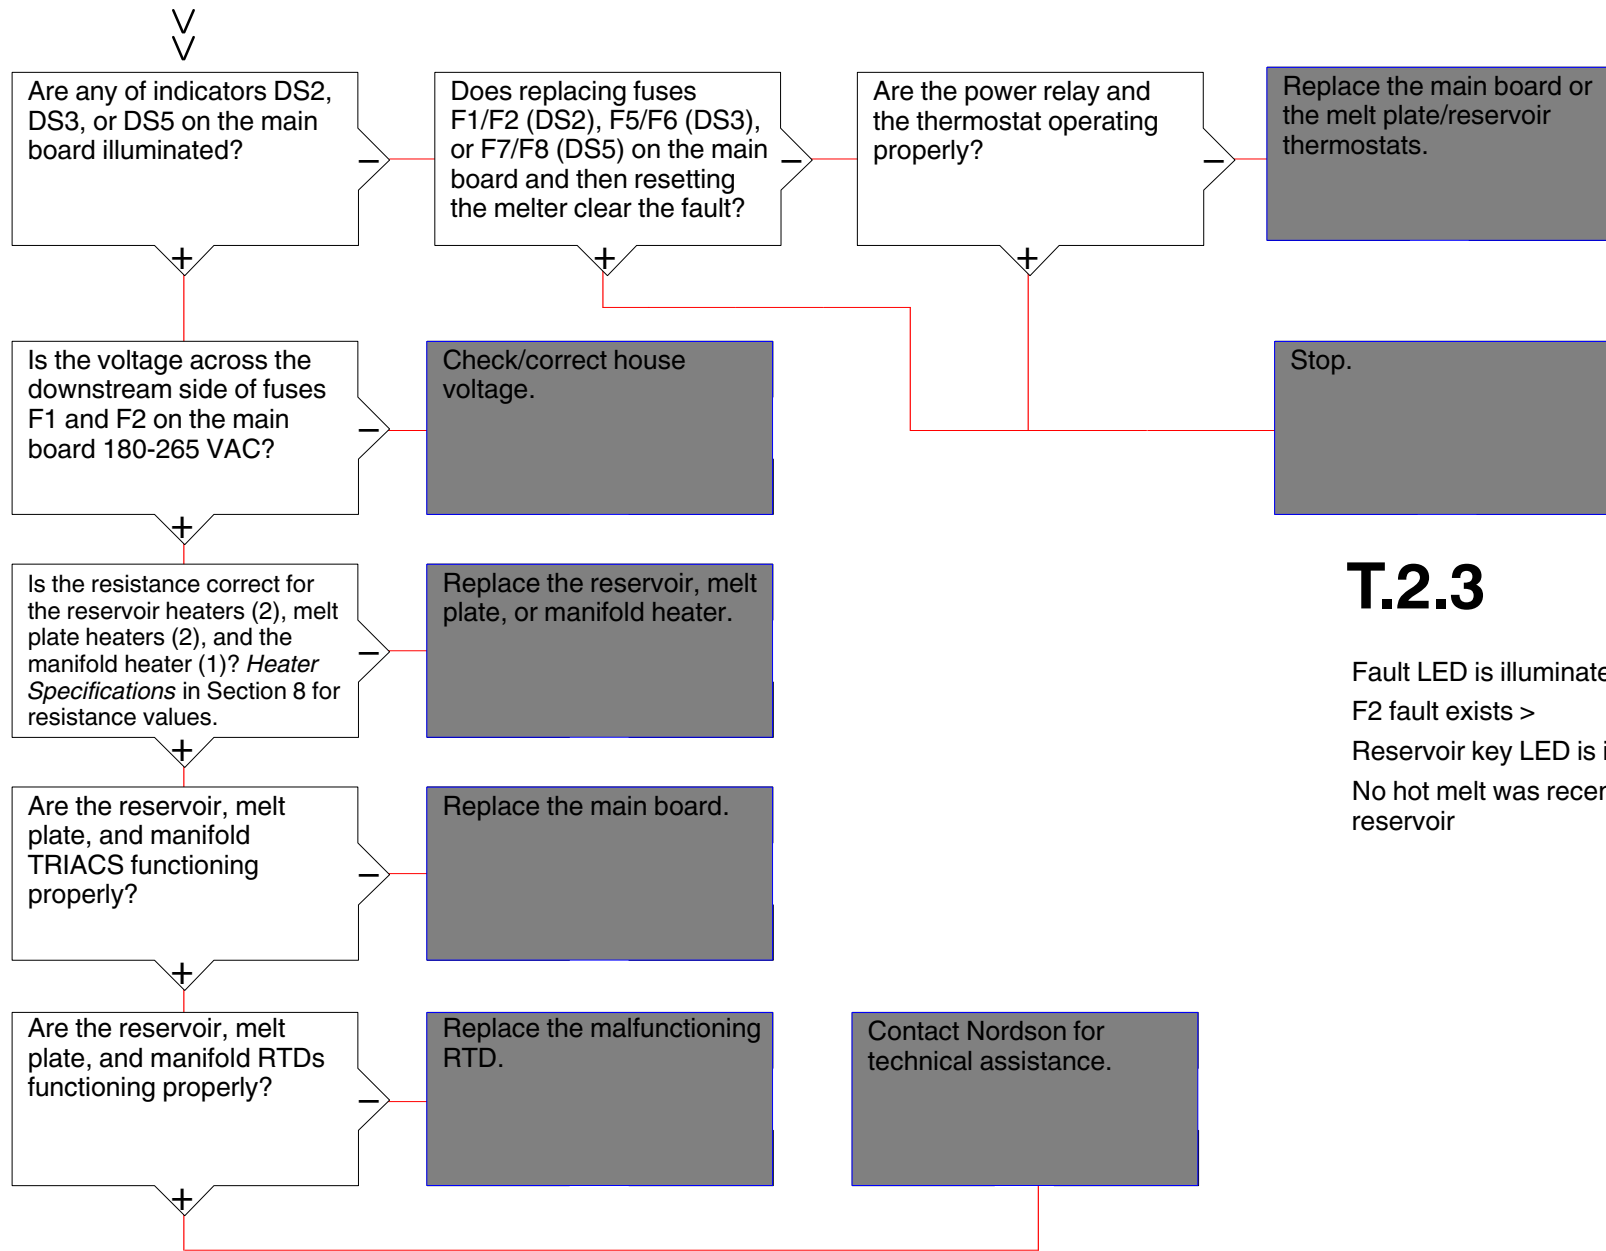 Are any of indicators DS2,
DS3, or DS5 on the main
board illuminated?
–
+
Does replacing fuses
F1/F2 (DS2), F5/F6 (DS3),
or F7/F8 (DS5) on the main
board and then resetting
the melter clear the fault?
–
+
Are the power relay and
the thermostat operating
properly?
–
+
Replace the main board or
the melt plate/reservoir
thermostats.
Is the voltage across the
downstream side of fuses
F1 and F2 on the main
board 180-265 VAC?
–
+
Check/correct house
voltage.
Stop.
Is the resistance correct for
the reservoir heaters (2), melt
plate heaters (2), and the
manifold heater (1)? Heater
Specifications in Section 8 for
resistance values.
–
+
Replace the reservoir, melt
plate, or manifold heater.
T.2.3
Fault LED is
F2 fault exists >
Reservoir key LED is
No hot melt was
reservoir
Are the reservoir, melt
plate, and manifold
TRIACS functioning
properly?
–
+
Replace the main board.
Are the reservoir, melt
plate, and manifold RTDs
functioning properly?
–
+
Replace the malfunctioning
RTD.
Contact Nordson for
technical assistance.